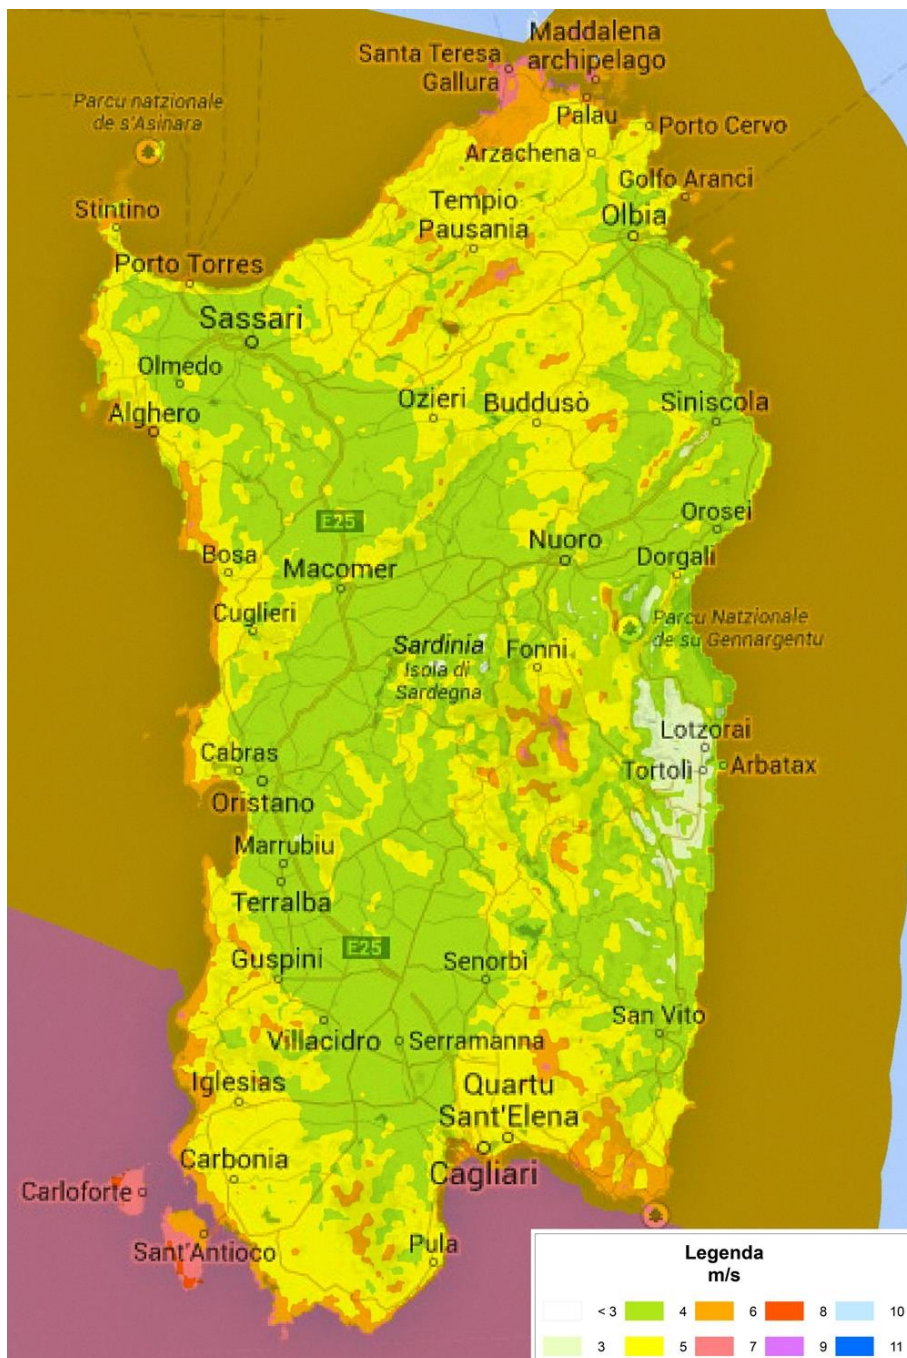 Maddalena
archipelago
Santa Teresa
Gallura
Parcu natzionale
de s'Asinara
Palau
Porto Cervo
Arzachena
Golfo Aranci
Tempio
Pausania
Stintino
Olbia
Porto Torres
Sassari
Olmedo
Ozieri
Buddusò
Siniscola
Alghero
E25
Orosei
Nuoro
Bosa
Macomer
Dorgali
Cuglieri
Parcu Natzionale
de su Gennargentu
Sardinia
Isola di
Sardegna
Fonni
Lotzorai
Cabras
Tortolì
Arbatax
Oristano
Marrubiu
Terralba
E25
Guspini
Senorbì
San Vito
Villacidro
Serramanna
Iglesias
Quartu
Sant'Elena
Carbonia
Cagliari
Carloforte
Sant'Antioco
Pula
Legenda
m/s
< 3 4 6 8 10
3 5 7 9 11